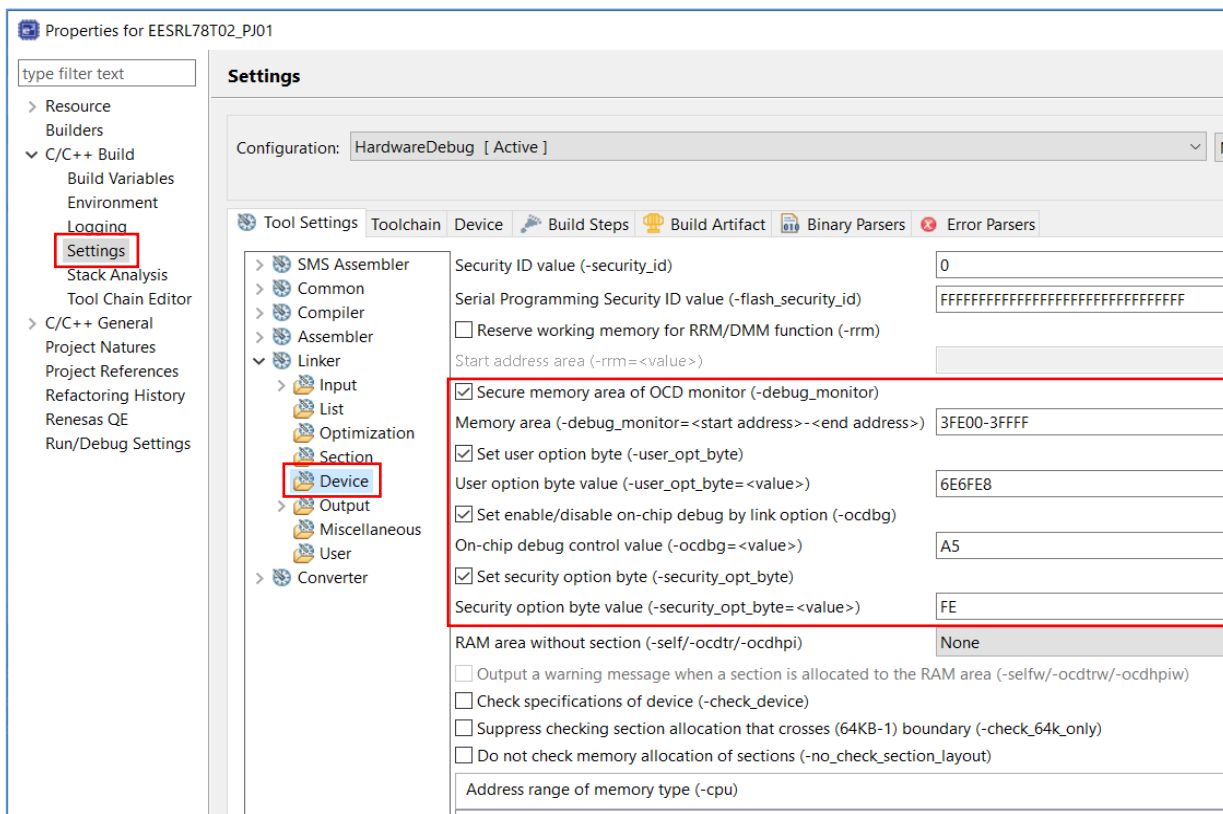 Properties for EESRL78T02_PJ01
type filter text
Resource
Builders
C/C++ Build
Build Variables
Environment
Logging
Settings
Stack Analysis
Tool Chain Editor
C/C++ General
Project Natures
Project References
Refactoring History
Renesas QE
Run/Debug Settings
Settings
Configuration: HardwareDebug [ Active ]
Tool Settings Toolchain Device Build Steps Build Artifact Binary Parsers Error Parsers
SMS Assembler
Common
Compiler
Assembler
Linker
Input
List
Optimization
Section
Device
Output
Miscellaneous
User
Converter
Security ID value (-security_id) 0
Serial Programming Security ID value (-flash_security_id) FFFFFFFFFFFFFFFFFFFFFFFFFFFFFFFF
Reserve working memory for RRM/DMM function (-rrm)
Start address area (-rrm=<value>)
Secure memory area of OCD monitor (-debug_monitor)
Memory area (-debug_monitor=<start address>-<end address>) 3FE00-3FFFF
Set user option byte (-user_opt_byte)
User option byte value (-user_opt_byte=<value>) 6E6FE8
Set enable/disable on-chip debug by link option (-ocdbg)
On-chip debug control value (-ocdbg=<value>) A5
Set security option byte (-security_opt_byte)
Security option byte value (-security_opt_byte=<value>) FE
RAM area without section (-self/-ocdtr/-ocdhpi) None
Output a warning message when a section is allocated to the RAM area (-selfw/-ocdtrw/-ocdhpiw)
Check specifications of device (-check_device)
Suppress checking section allocation that crosses (64KB-1) boundary (-check_64k_only)
Do not check memory allocation of sections (-no_check_section_layout)
Address range of memory type (-cpu)